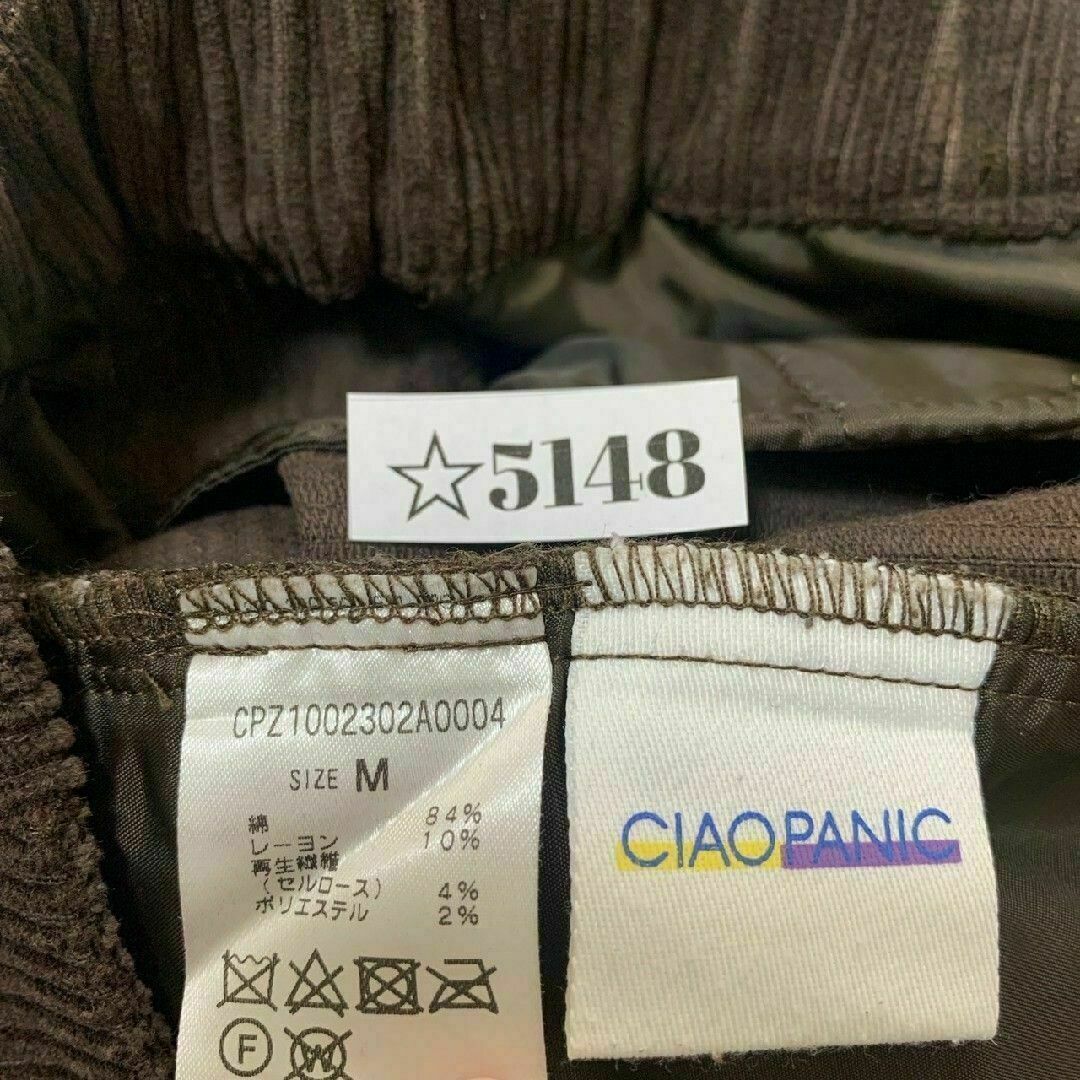 ☆5148
CPZ1002302A0004
SIZE M
綿 84%
レーヨン 10%
再生繊維
(セルロース) 4%
ポリエステル 2%
F
W
CIAOPANIC